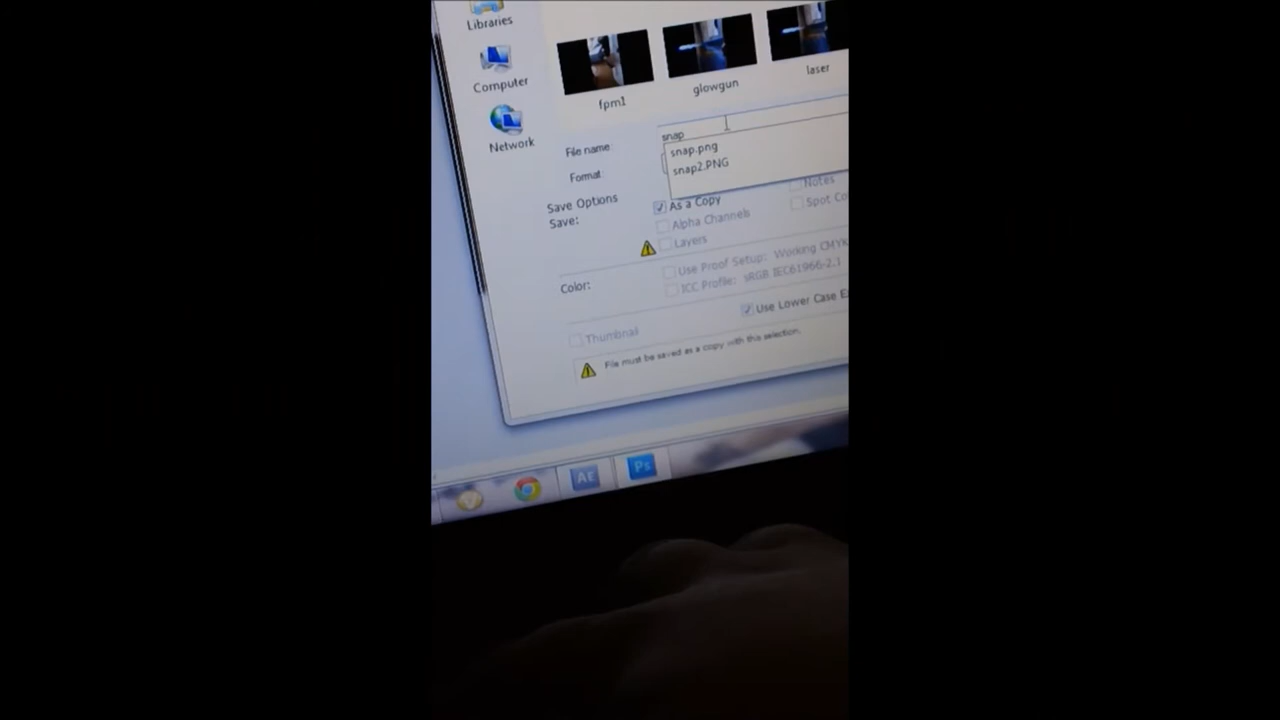 Libraries
Computer
Network
fpm1
glowgun
laser
File name:
snap
snap.png
snap2.PNG
Format:
Save Options
Save:
As a Copy
Notes
Alpha Channels
Spot Co
Layers
Color:
Use Proof Setup: Working CMYK
ICC Profile: sRGB IEC61966-2.1
Thumbnail
Use Lower Case E
File must be saved as a copy with this selection.
AE
Ps